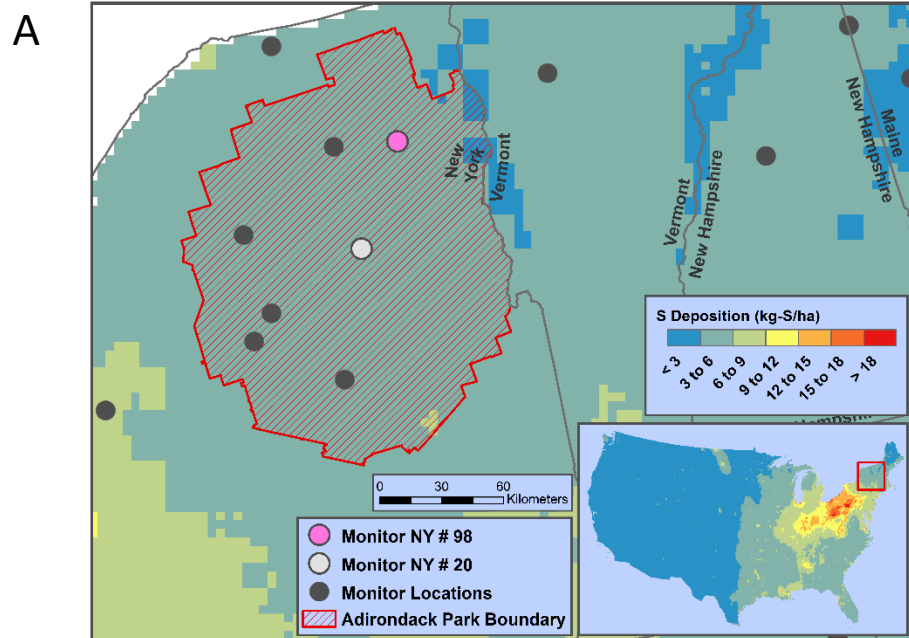 A
New
York
Vermont
Vermont
New Hampshire
New Hampshire
Maine
S Deposition (kg-S/ha)
< 3
3 to 6
6 to 9
9 to 12
12 to 15
15 to 18
> 18
0 30 60
Kilometers
Monitor NY # 98
Monitor NY # 20
Monitor Locations
Adirondack Park Boundary